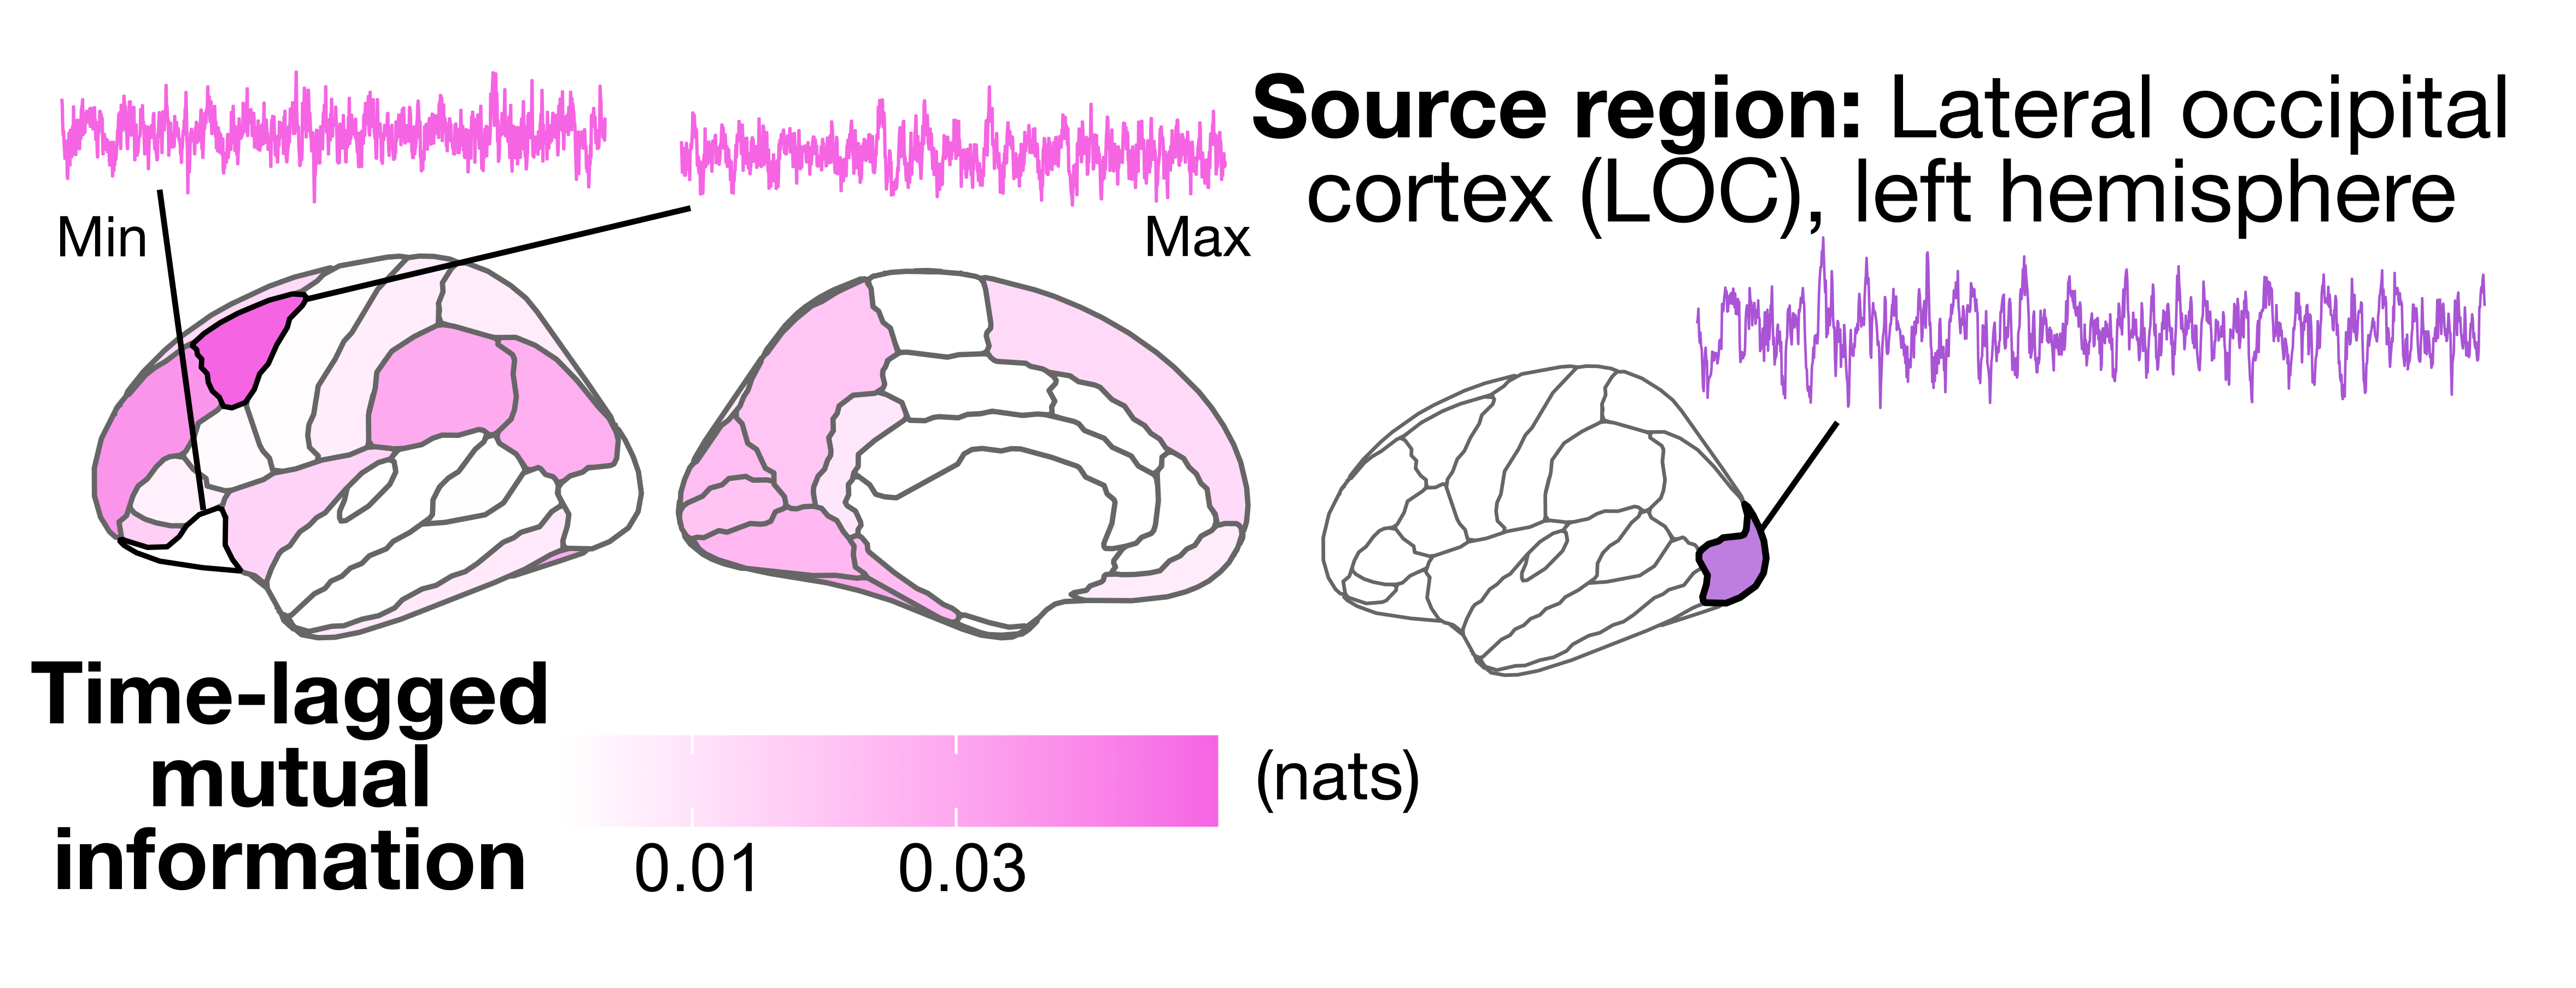 Source region: Lateral occipital
cortex (LOC), left hemisphere
Min
Max
Time-lagged
mutual
information
(nats)
0.01
0.03